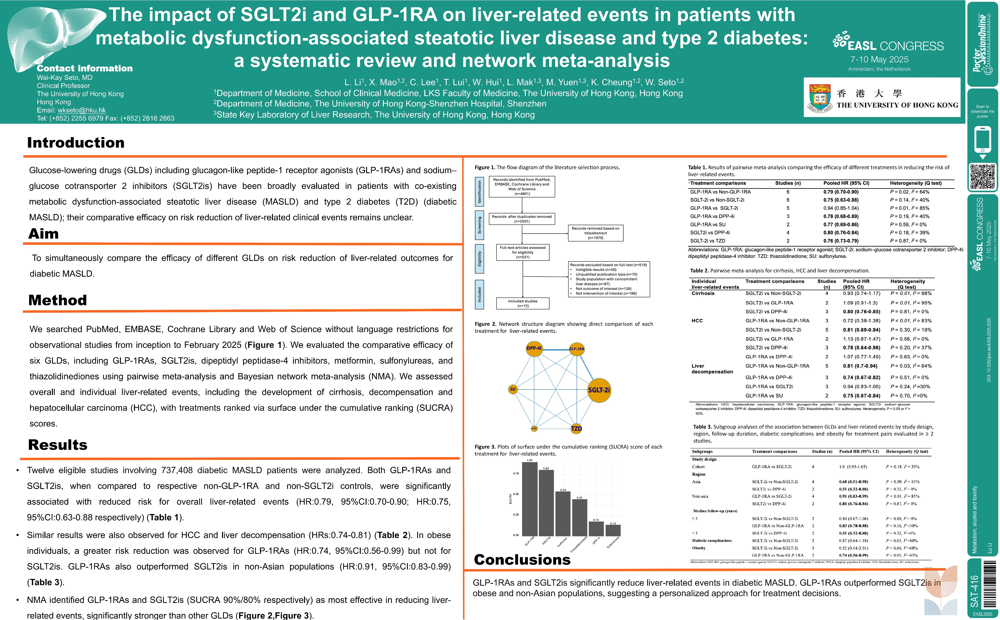 The impact of SGLT2i and GLP-1RA on liver-related events in patients with
metabolic dysfunction-associated steatotic liver disease and type 2 diabetes:
a systematic review and network meta-analysis
Contact information
Wai-Kay Seto, MD
Clinical Professor
The University of Hong Kong
Hong Kong
Email: wkseto@hku.hk
Tel: (+852) 2255 6979 Fax: (+852) 2816 2863
L. Li1, X. Mao1,2, C. Lee1, T. Lui1, W. Hui1, L. Mak1,3, M. Yuen1,3, K. Cheung1,2, W. Seto1,2
1Department of Medicine, School of Clinical Medicine, LKS Faculty of Medicine, The University of Hong Kong, Hong Kong
2Department of Medicine, The University of Hong Kong-Shenzhen Hospital, Shenzhen
3State Key Laboratory of Liver Research, The University of Hong Kong, Hong Kong
EASL CONGRESS
7-10 May 2025
Amsterdam, the Netherlands
香港大學
THE UNIVERSITY OF HONG KONG
Introduction
Glucose-lowering drugs (GLDs) including glucagon-like peptide-1 receptor agonists (GLP-1RAs) and sodium–
glucose cotransporter 2 inhibitors (SGLT2is) have been broadly evaluated in patients with co-existing
metabolic dysfunction-associated steatotic liver disease (MASLD) and type 2 diabetes (T2D) (diabetic
MASLD); their comparative efficacy on risk reduction of liver-related clinical events remains unclear.
Aim
To simultaneously compare the efficacy of different GLDs on risk reduction of liver-related outcomes for
diabetic MASLD.
Method
We searched PubMed, EMBASE, Cochrane Library and Web of Science without language restrictions for
observational studies from inception to February 2025 (Figure 1). We evaluated the comparative efficacy of
six GLDs, including GLP-1RAs, SGLT2is, dipeptidyl peptidase-4 inhibitors, metformin, sulfonylureas, and
thiazolidinediones using pairwise meta-analysis and Bayesian network meta-analysis (NMA). We assessed
overall and individual liver-related events, including the development of cirrhosis, decompensation and
hepatocellular carcinoma (HCC), with treatments ranked via surface under the cumulative ranking (SUCRA)
scores.
Results
• Twelve eligible studies involving 737,408 diabetic MASLD patients were analyzed. Both GLP-1RAs and
SGLT2is, when compared to respective non-GLP-1RA and non-SGLT2i controls, were significantly
associated with reduced risk for overall liver-related events (HR:0.79, 95%CI:0.70-0.90; HR:0.75,
95%CI:0.63-0.88 respectively) (Table 1).
• Similar results were also observed for HCC and liver decompensation (HRs:0.74-0.81) (Table 2). In obese
individuals, a greater risk reduction was observed for GLP-1RAs (HR:0.74, 95%CI:0.56-0.99) but not for
SGLT2is. GLP-1RAs also outperformed SGLT2is in non-Asian populations (HR:0.91, 95%CI:0.83-0.99)
(Table 3).
• NMA identified GLP-1RAs and SGLT2is (SUCRA 90%/80% respectively) as most effective in reducing liver-
related events, significantly stronger than other GLDs (Figure 2,Figure 3).
Figure 1. The flow diagram of the literature selection process.
Identification
Records identified from PubMed,
EMBASE, Cochrane Library and
Web of Science
(n=4801)
Screening
Records after duplicates removed
(n=2501)
Records removed based on
title/abstract
(n=1970)
Eligibility
Full-text articles assessed
for eligibility
(n=531)
Records excluded based on full-text (n=519)
• Ineligible results (n=50)
• Unqualified publication type (n=70)
• Study population with concomitant
liver disease (n=87)
• Not outcome of interest (n=126)
• Not intervention of interest (n=186)
Included
Included studies
(n=12)
Figure 2. Network structure diagram showing direct comparison of each
treatment for liver-related events.
DPP-4i
GLP-1RA
SU
SGLT-2i
met
TZD
Figure 3. Plots of surface under the cumulative ranking (SUCRA) score of each
treatment for liver-related events.
SUCRA
0.75
0.50
0.25
0.00
0.90
0.80
0.54
0.45
0.18
0.13
GLP-1RA
SGLT-2i
metformin
Thiazolidinedione
DPP-4i
Sulfonylurea
Table 1. Results of pairwise meta-analysis comparing the efficacy of different treatments in reducing the risk of
liver-related events.
Treatment comparisons Studies (n) Pooled HR (95% CI) Heterogeneity (Q test)
GLP-1RA vs Non-GLP-1RA 6 0.79 (0.70-0.90) P = 0.02, I2 = 64%
SGLT-2i vs Non-SGLT-2i 6 0.75 (0.63-0.88) P = 0.14, I2 = 40%
GLP-1RA vs SGLT-2i 5 0.94 (0.85-1.04) P <0.01, I2 = 85%
GLP-1RA vs DPP-4i 3 0.78 (0.68-0.89) P = 0.19, I2 = 40%
GLP-1RA vs SU 2 0.77 (0.69-0.86) P = 0.59, I2 = 0%
SGLT2i vs DPP-4i 4 0.80 (0.76-0.84) P = 0.18, I2 = 39%
SGLT-2i vs TZD 2 0.76 (0.73-0.79) P = 0.87, I2 = 0%
Abbreviations: GLP-1RA: glucagon-like peptide-1 receptor agonist; SGLT-2i: sodium–glucose cotransporter 2 inhibitor; DPP-4i:
dipeptidyl peptidase-4 inhibitor: TZD: thiazolidinedione; SU: sulfonylurea.
Table 2. Pairwise meta-analysis for cirrhosis, HCC and liver decompensation.
Individual liver-related events Treatment comparisons Studies (n) Pooled HR (95% CI) Heterogeneity (Q test)
Cirrhosis SGLT2i vs Non-SGLT-2i 4 0.93 (0.74-1.17) P < 0.01, I2 = 98%
SGLT2i vs GLP-1RA 2 1.09 (0.91-1.3) P < 0.01, I2 = 95%
SGLT2i vs DPP-4i 3 0.80 (0.76-0.85) P = 0.81, I2 = 0%
HCC GLP-1RA vs Non-GLP-1RA 3 0.72 (0.38-1.38) P < 0.01, I2 = 83%
SGLT2i vs Non-SGLT2i 5 0.81 (0.69-0.94) P = 0.30, I2 = 19%
SGLT2i vs GLP-1RA 2 1.13 (0.87-1.47) P = 0.56, I2 = 0%
SGLT2i vs DPP-4i 3 0.78 (0.64-0.96) P = 0.20, I2 = 37%
GLP-1RA vs DPP-4i 2 1.07 (0.77-1.49) P = 0.63, I2 = 0%
Liver decompensation GLP-1RA vs Non-GLP-1RA 5 0.81 (0.7-0.94) P = 0.03, I2 = 64%
GLP-1RA vs DPP-4i 3 0.74 (0.67-0.82) P = 0.51, I2 = 0%
GLP-1RA vs SGLT2i 3 0.94 (0.83-1.06) P = 0.24, I2 =30%
GLP-1RA vs SU 2 0.75 (0.67-0.84) P = 0.70, I2 =0%
Abbreviations: HCC: hepatocellular carcinoma; GLP-1RA: glucagon-like peptide-1 receptor agonist; SGLT2i: sodium–glucose
cotransporter 2 inhibitor; DPP-4i: dipeptidyl peptidase-4 inhibitor: TZD: thiazolidinedione; SU: sulfonylurea. Heterogeneity: P < 0.05 or I2 >
50%.
Table 3. Subgroup analyses of the association between GLDs and liver-related events by study design,
region, follow-up duration, diabetic complications and obesity for treatment pairs evaluated in ≥ 2
studies.
Subgroups Treatment comparisons Studies (n) Pooled HR (95% CI) Heterogeneity (Q test)
Study design
Cohort GLP-1RA vs SGLT-2i 4 1.0 (0.95-1.05) P = 0.18, I2 = 39%
Region
Asia SGLT-2i vs Non-SGLT-2i 4 0.68 (0.51-0.90) P = 0.09, I2 = 55%
SGLT2i vs DPP-4i 2 0.51 (0.32-0.80) P = 0.32, I2 = 0%
Non-asia GLP-1RA vs SGLT-2i 4 0.91 (0.83-0.99) P < 0.01, I2 = 85%
SGLT2i vs DPP-4i 2 0.80 (0.76-0.84) P = 0.87, I2 = 0%
Median follow-up (years)
≥ 3 SGLT-2i vs Non-SGLT-2i 2 0.84 (0.67-1.06) P = 0.80, I2 = 0%
GLP-1RA vs Non-GLP-1RA 2 0.83 (0.78-0.88) P = 0.16, I2 =50%
< 3 SGLT-2i vs DPP-4i 2 0.51 (0.32-0.80) P = 0.32, I2 =0%
Diabetic complications SGLT-2i vs Non-SGLT-2i 2 0.87 (0.64-1.18) P = 0.03, I2 =80%
Obesity SGLT-2i vs Non-SGLT-2i 3 0.52 (0.14-2.01) P = 0.04, I2 =68%
GLP-1RA vs Non-GLP-1RA 2 0.74 (0.56-0.99) P = 0.01, I2 =85%
Abbreviations: GLP-1RA: glucagon-like peptide-1 receptor agonist; SGLT-2i: sodium-glucose cotransporter 2 inhibitor; DPP-4i: dipeptidyl peptidase-4 inhibitor; TZD: thiazolidinedione; SU: sulfonylurea.
Conclusions
GLP-1RAs and SGLT2is significantly reduce liver-related events in diabetic MASLD. GLP-1RAs outperformed SGLT2is in
obese and non-Asian populations, suggesting a personalized approach for treatment decisions.
PosterSessionOnline.com
SPREADING KNOWLEDGE
Scan to
download the
poster
EASL CONGRESS
7-10 May 2025
Amsterdam, the Netherlands
DOI: 10.3252/pso.eu.EASL2025.2025
Metabolism, alcohol and toxicity
Lu Li
SAT-416
EASL2025